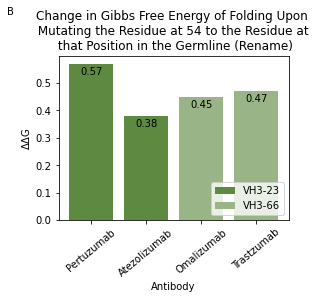 B
Change in Gibbs Free Energy of Folding Upon
Mutating the Residue at 54 to the Residue at
that Position in the Germline (Rename)
0.57
0.38
0.45
0.47
0.5
0.4
0.3
0.2
0.1
0.0
ΔΔG
VH3-23
VH3-66
Pertuzumab
Atezolizumab
Omalizumab
Trastzumab
Antibody